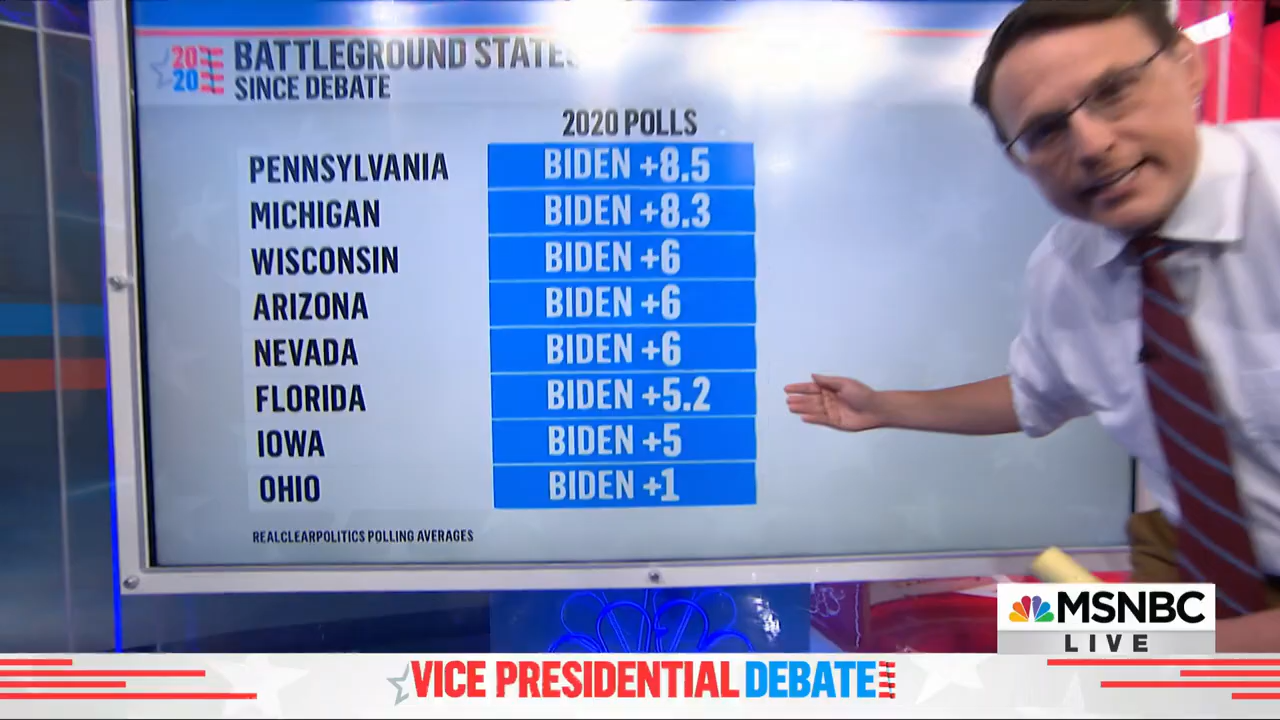 2020
BATTLEGROUND STATES
SINCE DEBATE
2020 POLLS
PENNSYLVANIA BIDEN +8.5
MICHIGAN BIDEN +8.3
WISCONSIN BIDEN +6
ARIZONA BIDEN +6
NEVADA BIDEN +6
FLORIDA BIDEN +5.2
IOWA BIDEN +5
OHIO BIDEN +1
REALCLEARPOLITICS POLLING AVERAGES
MSNBC
LIVE
VICE PRESIDENTIAL DEBATE